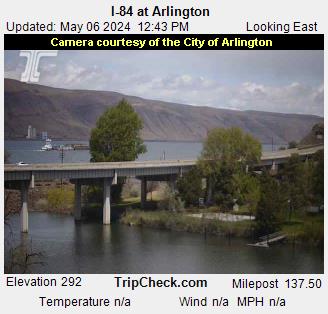 I-84 at Arlington
Updated: May 06 2024 12:43 PM Looking East
Camera courtesy of the City of Arlington
Elevation 292 TripCheck.com Milepost 137.50
Temperature n/a Wind n/a MPH n/a